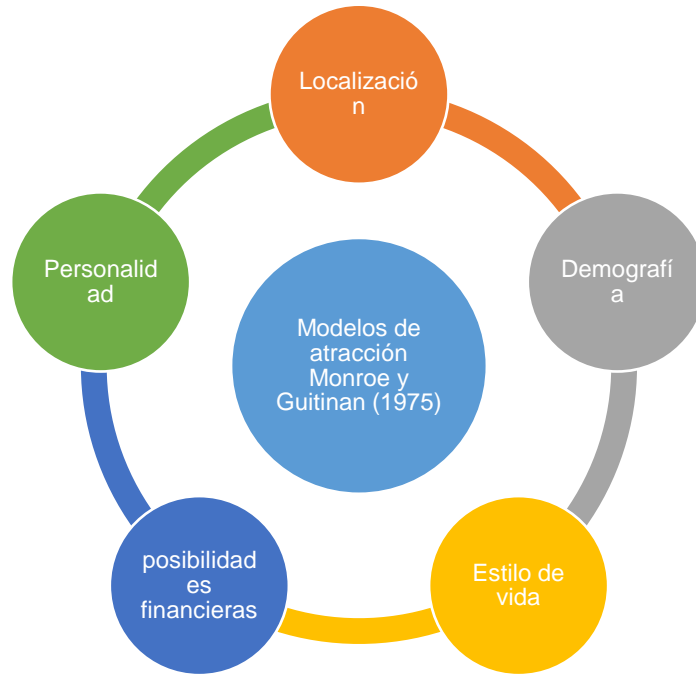 Localizació
n
Demografí
a
Estilo de
vida
posibilidad
es
financieras
Personalid
ad
Modelos de
atracción
Monroe y
Guitinan (1975)